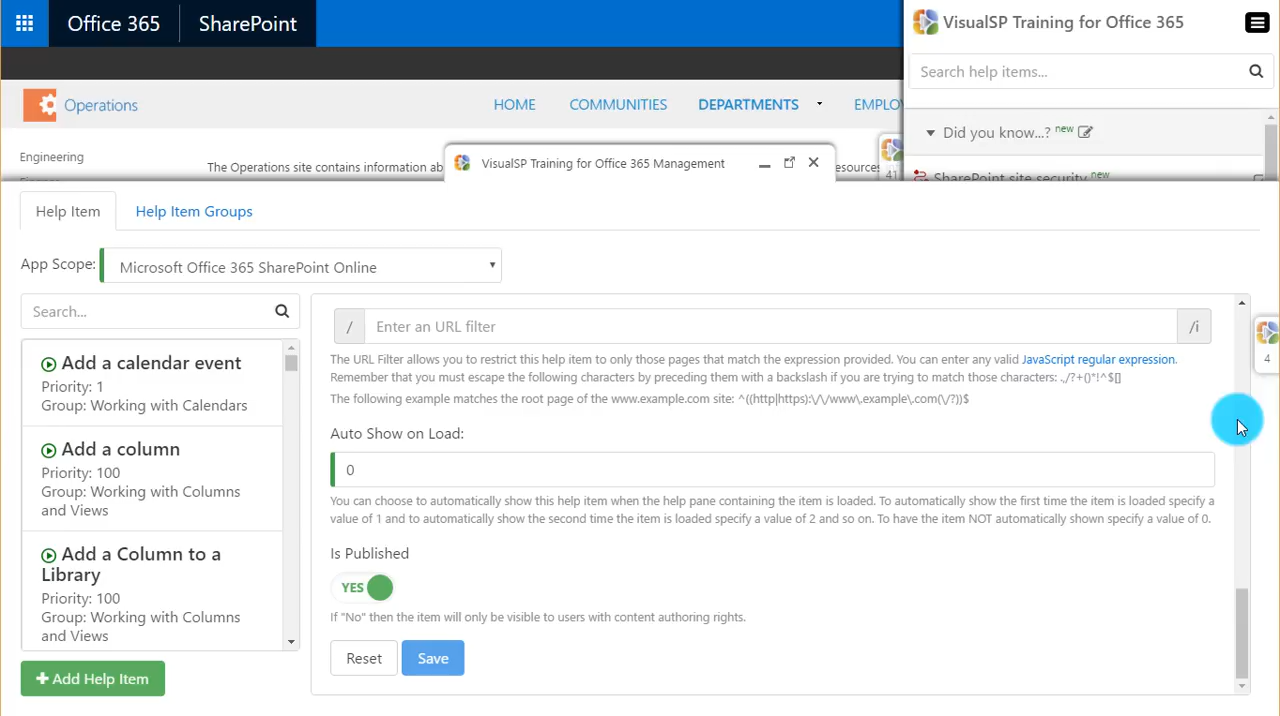 Office 365
SharePoint
VisualSP Training for Office 365
Search help items...
Operations
HOME
COMMUNITIES
DEPARTMENTS
EMPLOY
Did you know...? new
Engineering
The Operations site contains information ab
VisualSP Training for Office 365 Management
resources
41
SharePoint site security new
Help Item
Help Item Groups
App Scope:
Microsoft Office 365 SharePoint Online
Search...
Add a calendar event
Priority: 1
Group: Working with Calendars
Add a column
Priority: 100
Group: Working with Columns
and Views
Add a Column to a
Library
Priority: 100
Group: Working with Columns
and Views
+ Add Help Item
/
Enter an URL filter
/i
The URL Filter allows you to restrict this help item to only those pages that match the expression provided. You can enter any valid JavaScript regular expression.
Remember that you must escape the following characters by preceding them with a backslash if you are trying to match those characters: .,/?+()*!^$[]
The following example matches the root page of the www.example.com site: ^((http|https):\/\/www\.example\.com(\/?))$
Auto Show on Load:
0
You can choose to automatically show this help item when the help pane containing the item is loaded. To automatically show the first time the item is loaded specify a
value of 1 and to automatically show the second time the item is loaded specify a value of 2 and so on. To have the item NOT automatically shown specify a value of 0.
Is Published
YES
If "No" then the item will only be visible to users with content authoring rights.
Reset
Save
4